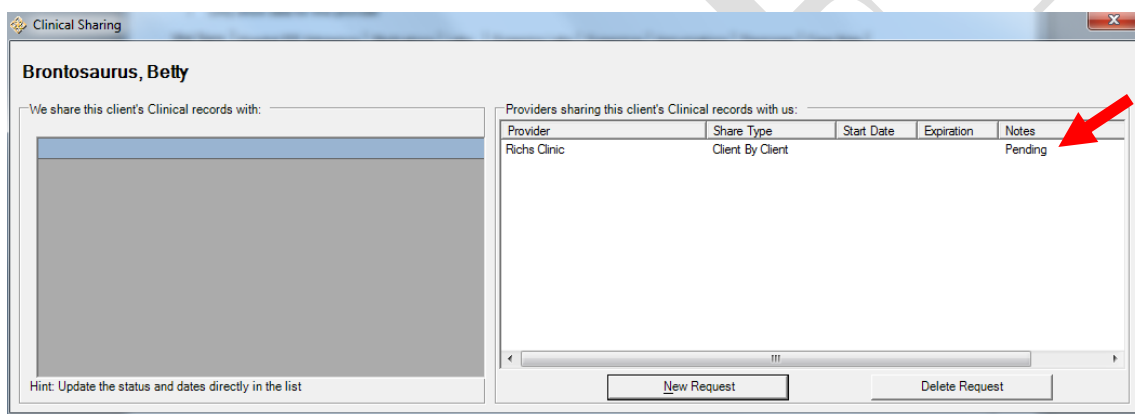 Clinical Sharing
Brontosaurus, Betty
We share this client's Clinical records with:
Hint: Update the status and dates directly in the list
Providers sharing this client's Clinical records with us:
Provider Share Type Start Date Expiration Notes
Richs Clinic Client By Client Pending
New Request Delete Request